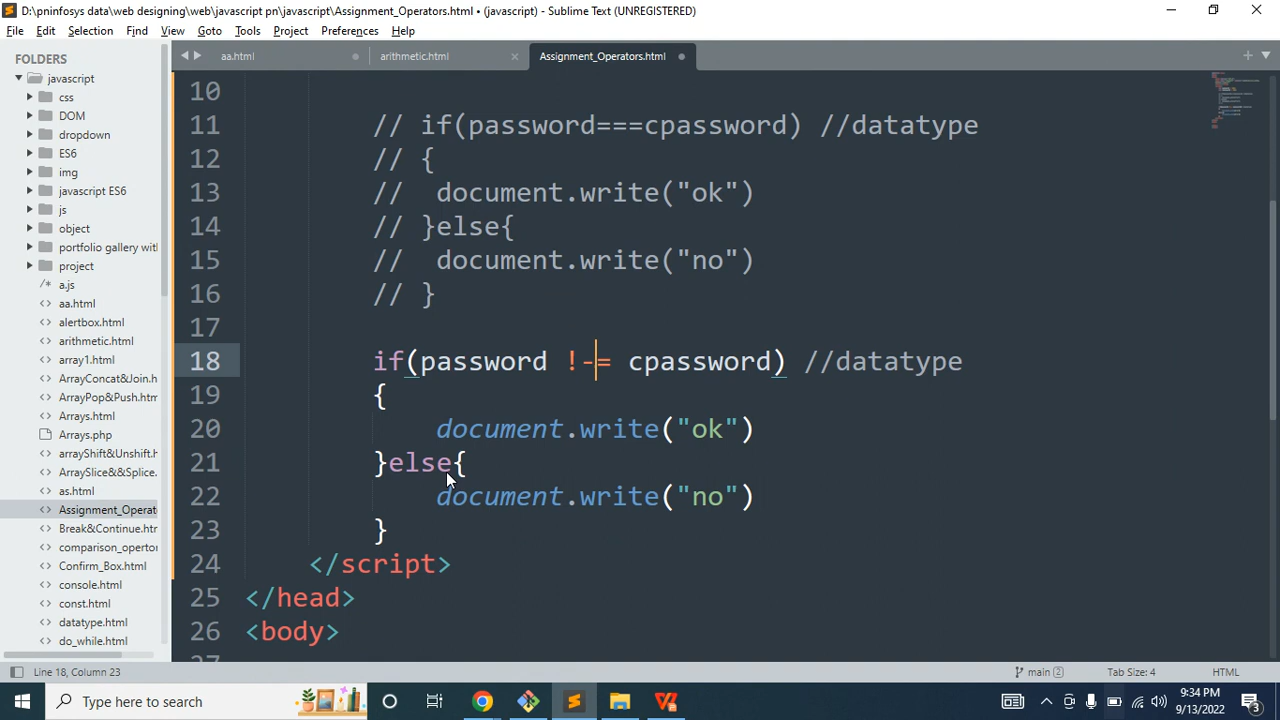 D:\pninfosys data\web designing\web\javascript pn\javascript\Assignment_Operators.html • (javascript) - Sublime Text (UNREGISTERED)
File Edit Selection Find View Goto Tools Project Preferences Help
FOLDERS
javascript
css
DOM
dropdown
ES6
img
javascript ES6
js
object
portfolio gallery wit
project
/* a.js
<> aa.html
<> alertbox.html
<> arithmetic.html
<> array1.html
<> ArrayConcat&Join.h
<> ArrayPop&Push.htm
<> Arrays.html
Arrays.php
<> arrayShift&Unshift.h
<> ArraySlice&&Splice.
<> as.html
<> Assignment_Operat
<> Break&Continue.htr
<> comparison_opertor
<> Confirm_Box.html
<> console.html
<> const.html
<> datatype.html
<> do_while.html
aa.html arithmetic.html Assignment_Operators.html
10
11 // if(password===cpassword) //datatype
12 // {
13 //  document.write("ok")
14 // }else{
15 //  document.write("no")
16 // }
17
18 if(password !-= cpassword) //datatype
19 {
20 document.write("ok")
21 }else{
22 document.write("no")
23 }
24 </script>
25 </head>
26 <body>
Line 18, Column 23 main 2 Tab Size: 4 HTML
Type here to search
9:34 PM
9/13/2022
3